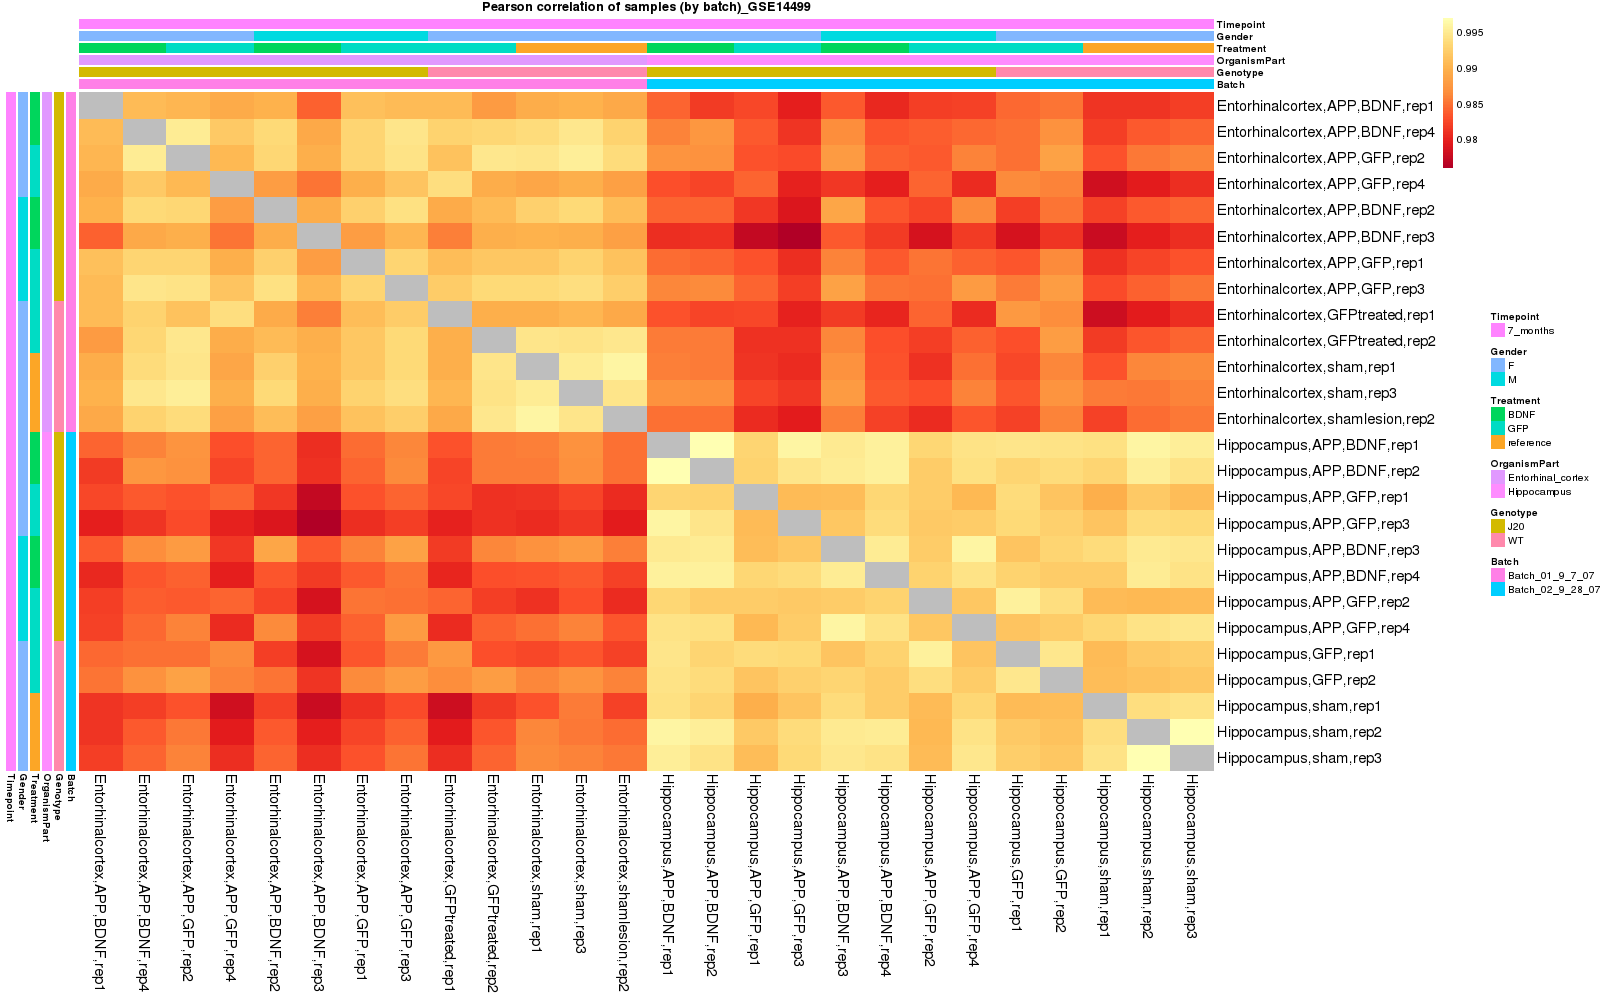 Pearson correlation of samples (by batch)_GSE14499
Timepoint
Gender
Treatment
OrganismPart
Genotype
Batch
0.995
0.99
0.985
0.98
Entorhinalcortex,APP,BDNF,rep1
Entorhinalcortex,APP,BDNF,rep4
Entorhinalcortex,APP,GFP,rep2
Entorhinalcortex,APP,GFP,rep4
Entorhinalcortex,APP,BDNF,rep2
Entorhinalcortex,APP,BDNF,rep3
Entorhinalcortex,APP,GFP,rep1
Entorhinalcortex,APP,GFP,rep3
Entorhinalcortex,GFPtreated,rep1
Entorhinalcortex,GFPtreated,rep2
Entorhinalcortex,sham,rep1
Entorhinalcortex,sham,rep3
Entorhinalcortex,shamlesion,rep2
Hippocampus,APP,BDNF,rep1
Hippocampus,APP,BDNF,rep2
Hippocampus,APP,GFP,rep1
Hippocampus,APP,GFP,rep3
Hippocampus,APP,BDNF,rep3
Hippocampus,APP,BDNF,rep4
Hippocampus,APP,GFP,rep2
Hippocampus,APP,GFP,rep4
Hippocampus,GFP,rep1
Hippocampus,GFP,rep2
Hippocampus,sham,rep1
Hippocampus,sham,rep2
Hippocampus,sham,rep3
Timepoint
7_months
Gender
F
M
Treatment
BDNF
GFP
reference
OrganismPart
Entorhinal_cortex
Hippocampus
Genotype
J20
WT
Batch
Batch_01_9_7_07
Batch_02_9_28_07
Timepoint
Gender
Treatment
OrganismPart
Genotype
Batch
Entorhinalcortex,APP,BDNF,rep1
Entorhinalcortex,APP,BDNF,rep4
Entorhinalcortex,APP,GFP,rep2
Entorhinalcortex,APP,GFP,rep4
Entorhinalcortex,APP,BDNF,rep2
Entorhinalcortex,APP,BDNF,rep3
Entorhinalcortex,APP,GFP,rep1
Entorhinalcortex,APP,GFP,rep3
Entorhinalcortex,GFPtreated,rep1
Entorhinalcortex,GFPtreated,rep2
Entorhinalcortex,sham,rep1
Entorhinalcortex,sham,rep3
Entorhinalcortex,shamlesion,rep2
Hippocampus,APP,BDNF,rep1
Hippocampus,APP,BDNF,rep2
Hippocampus,APP,GFP,rep1
Hippocampus,APP,GFP,rep3
Hippocampus,APP,BDNF,rep3
Hippocampus,APP,BDNF,rep4
Hippocampus,APP,GFP,rep2
Hippocampus,APP,GFP,rep4
Hippocampus,GFP,rep1
Hippocampus,GFP,rep2
Hippocampus,sham,rep1
Hippocampus,sham,rep2
Hippocampus,sham,rep3